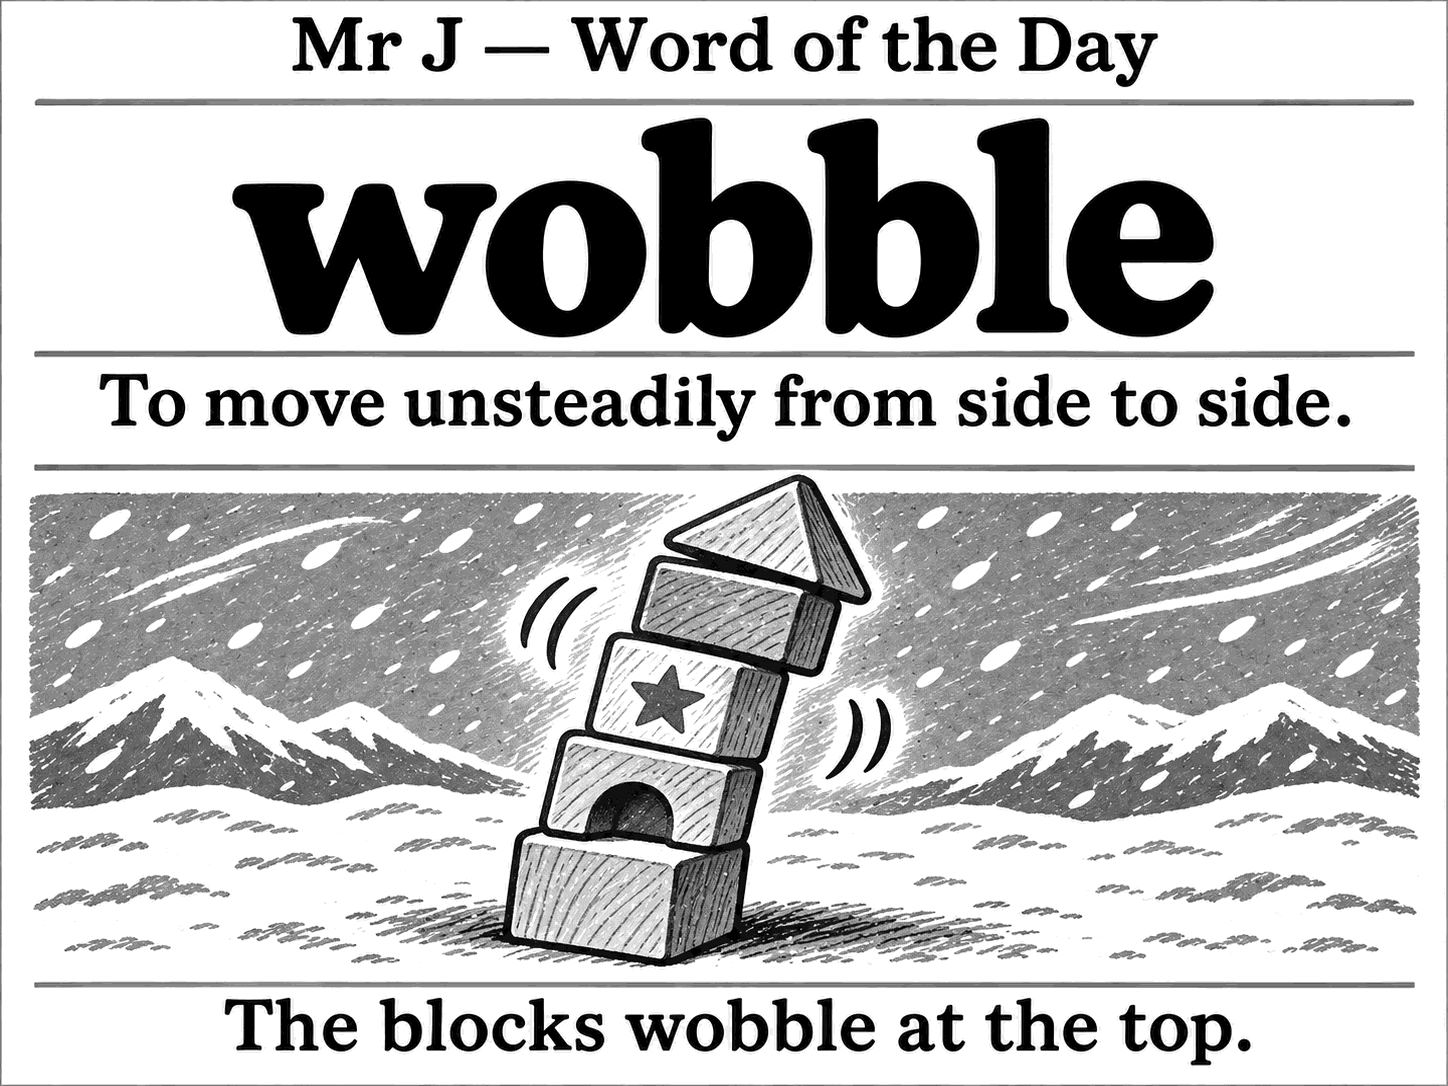 Mr J — Word of the Day
wobble
To move unsteadily from side to side.
The blocks wobble at the top.